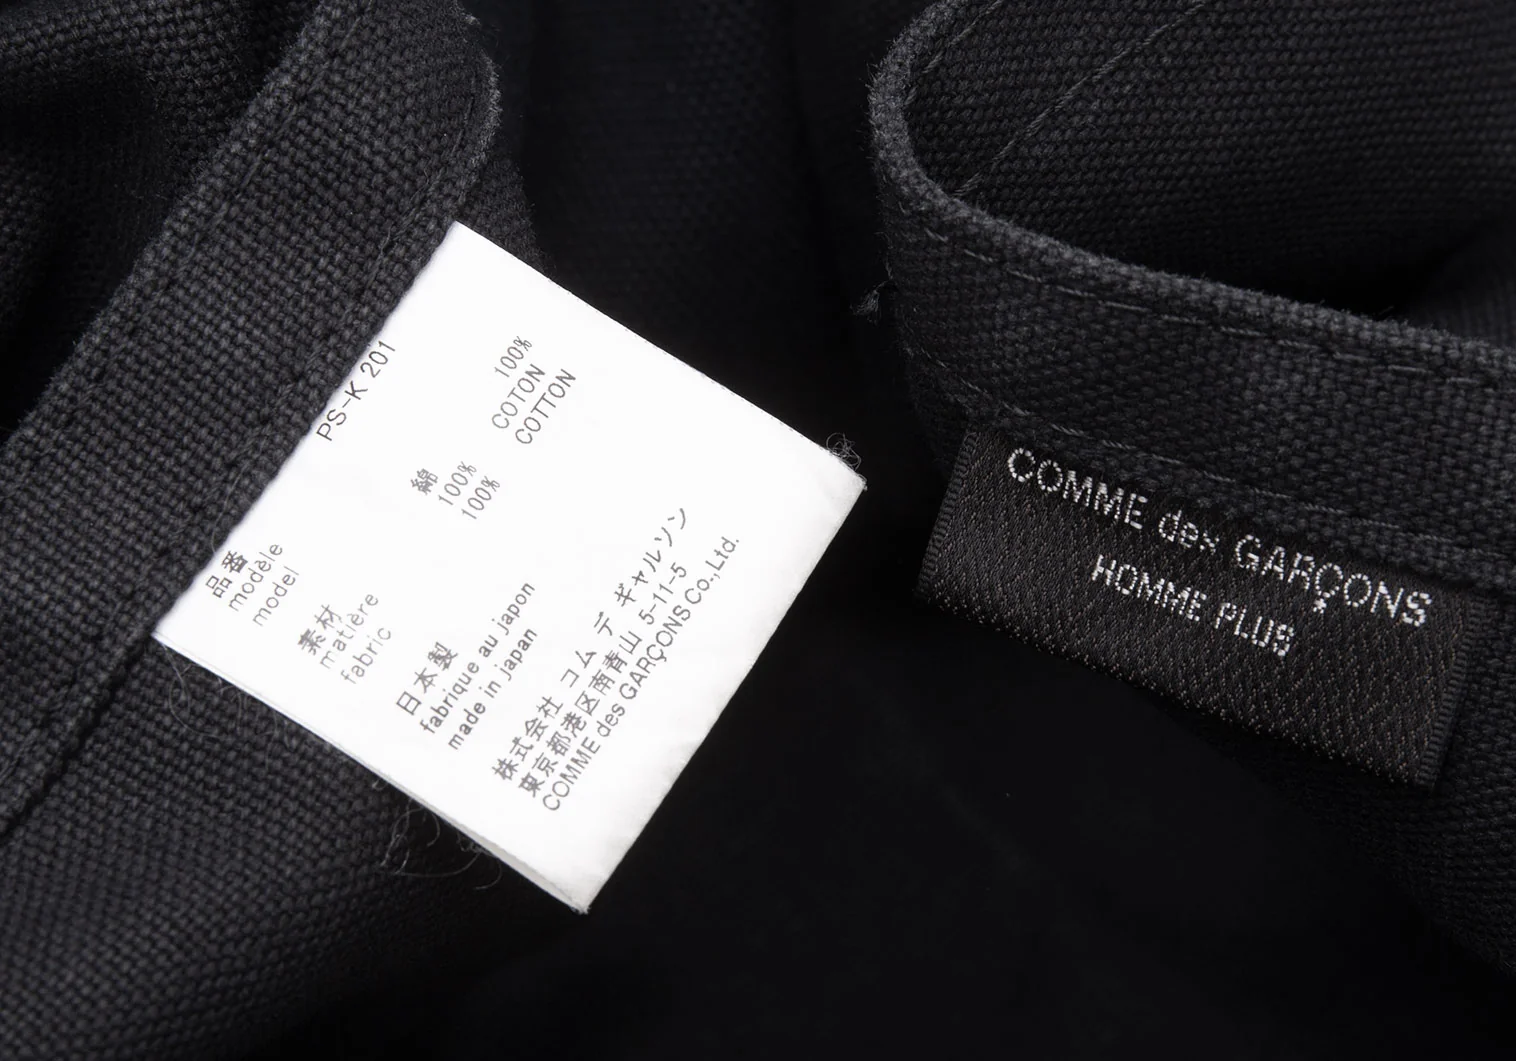 品番 PS-K 201
modèle
model
素材 綿 100%
matière 100% COTON
fabric 100% COTTON
日本製
fabrique au japon
made in japan
株式会社 コム デ ギャルソン
東京都港区南青山 5-11-5
COMME des GARÇONS Co.,Ltd.
COMME des GARÇONS
HOMME PLUS